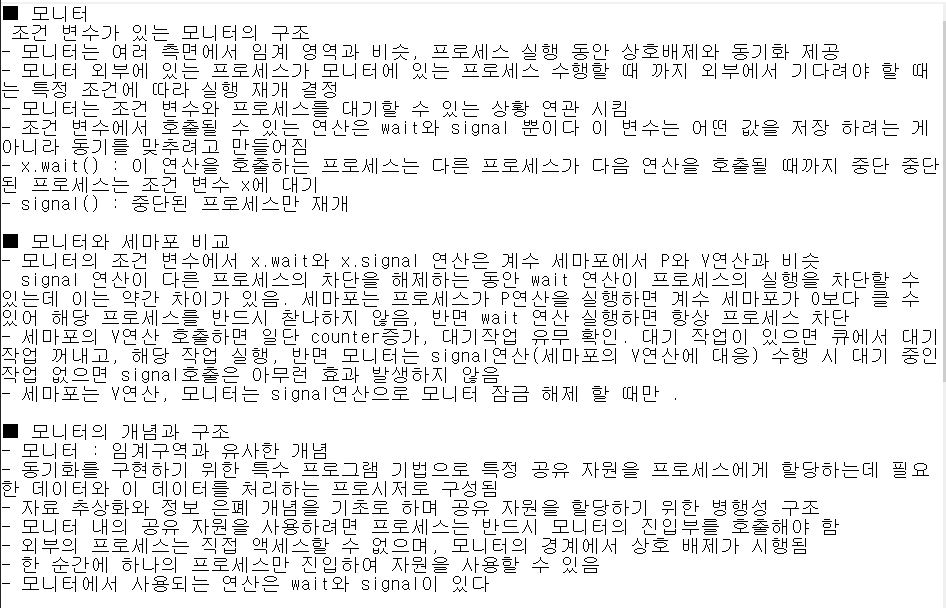 ■ 모니터
조건 변수가 있는 모니터의 구조
- 모니터는 여러 측면에서 임계 영역과 비슷, 프로세스 실행 동안 상호배제와 동기화 제공
- 모니터 외부에 있는 프로세스가 모니터에 있는 프로세스 수행할 때 까지 외부에서 기다려야 할 때
는 특정 조건에 따라 실행 재개 결정
- 모니터는 조건 변수와 프로세스를 대기할 수 있는 상황 연관 시킴
- 조건 변수에서 호출될 수 있는 연산은 wait와 signal 뿐이다 이 변수는 어떤 값을 저장 하려는 게
아니라 동기를 맞추려고 만들어짐
- x.wait() : 이 연산을 호출하는 프로세스는 다른 프로세스가 다음 연산을 호출될 때까지 중단 중단
된 프로세스는 조건 변수 x에 대기
- signal() : 중단된 프로세스만 재개
■ 모니터와 세마포 비교
- 모니터의 조건 변수에서 x.wait와 x.signal 연산은 계수 세마포에서 P와 V연산과 비슷
signal 연산이 다른 프로세스의 차단을 해제하는 동안 wait 연산이 프로세스의 실행을 차단할 수
있는데 이는 약간 차이가 있음. 세마포는 프로세스가 P연산을 실행하면 계수 세마포가 0보다 클 수
있어 해당 프로세스를 반드시 찬나하지 않음, 반면 wait 연산 실행하면 항상 프로세스 차단
- 세마포의 V연산 호출하면 일단 counter증가, 대기작업 유무 확인. 대기 작업이 있으면 큐에서 대기
작업 꺼내고, 해당 작업 실행, 반면 모니터는 signal연산(세마포의 V연산에 대응) 수행 시 대기 중인
작업 없으면 signal호출은 아무런 효과 발생하지 않음
- 세마포는 V연산, 모니터는 signal연산으로 모니터 잠금 해제 할 때만 .
■ 모니터의 개념과 구조
- 모니터 : 임계구역과 유사한 개념
- 동기화를 구현하기 위한 특수 프로그램 기법으로 특정 공유 자원을 프로세스에게 할당하는데 필요
한 데이터와 이 데이터를 처리하는 프로시저로 구성됨
- 자료 추상화와 정보 은폐 개념을 기초로 하며 공유 자원을 할당하기 위한 병행성 구조
- 모니터 내의 공유 자원을 사용하려면 프로세스는 반드시 모니터의 진입부를 호출해야 함
- 외부의 프로세스는 직접 액세스할 수 없으며, 모니터의 경계에서 상호 배제가 시행됨
- 한 순간에 하나의 프로세스만 진입하여 자원을 사용할 수 있음
- 모니터에서 사용되는 연산은 wait와 signal이 있다